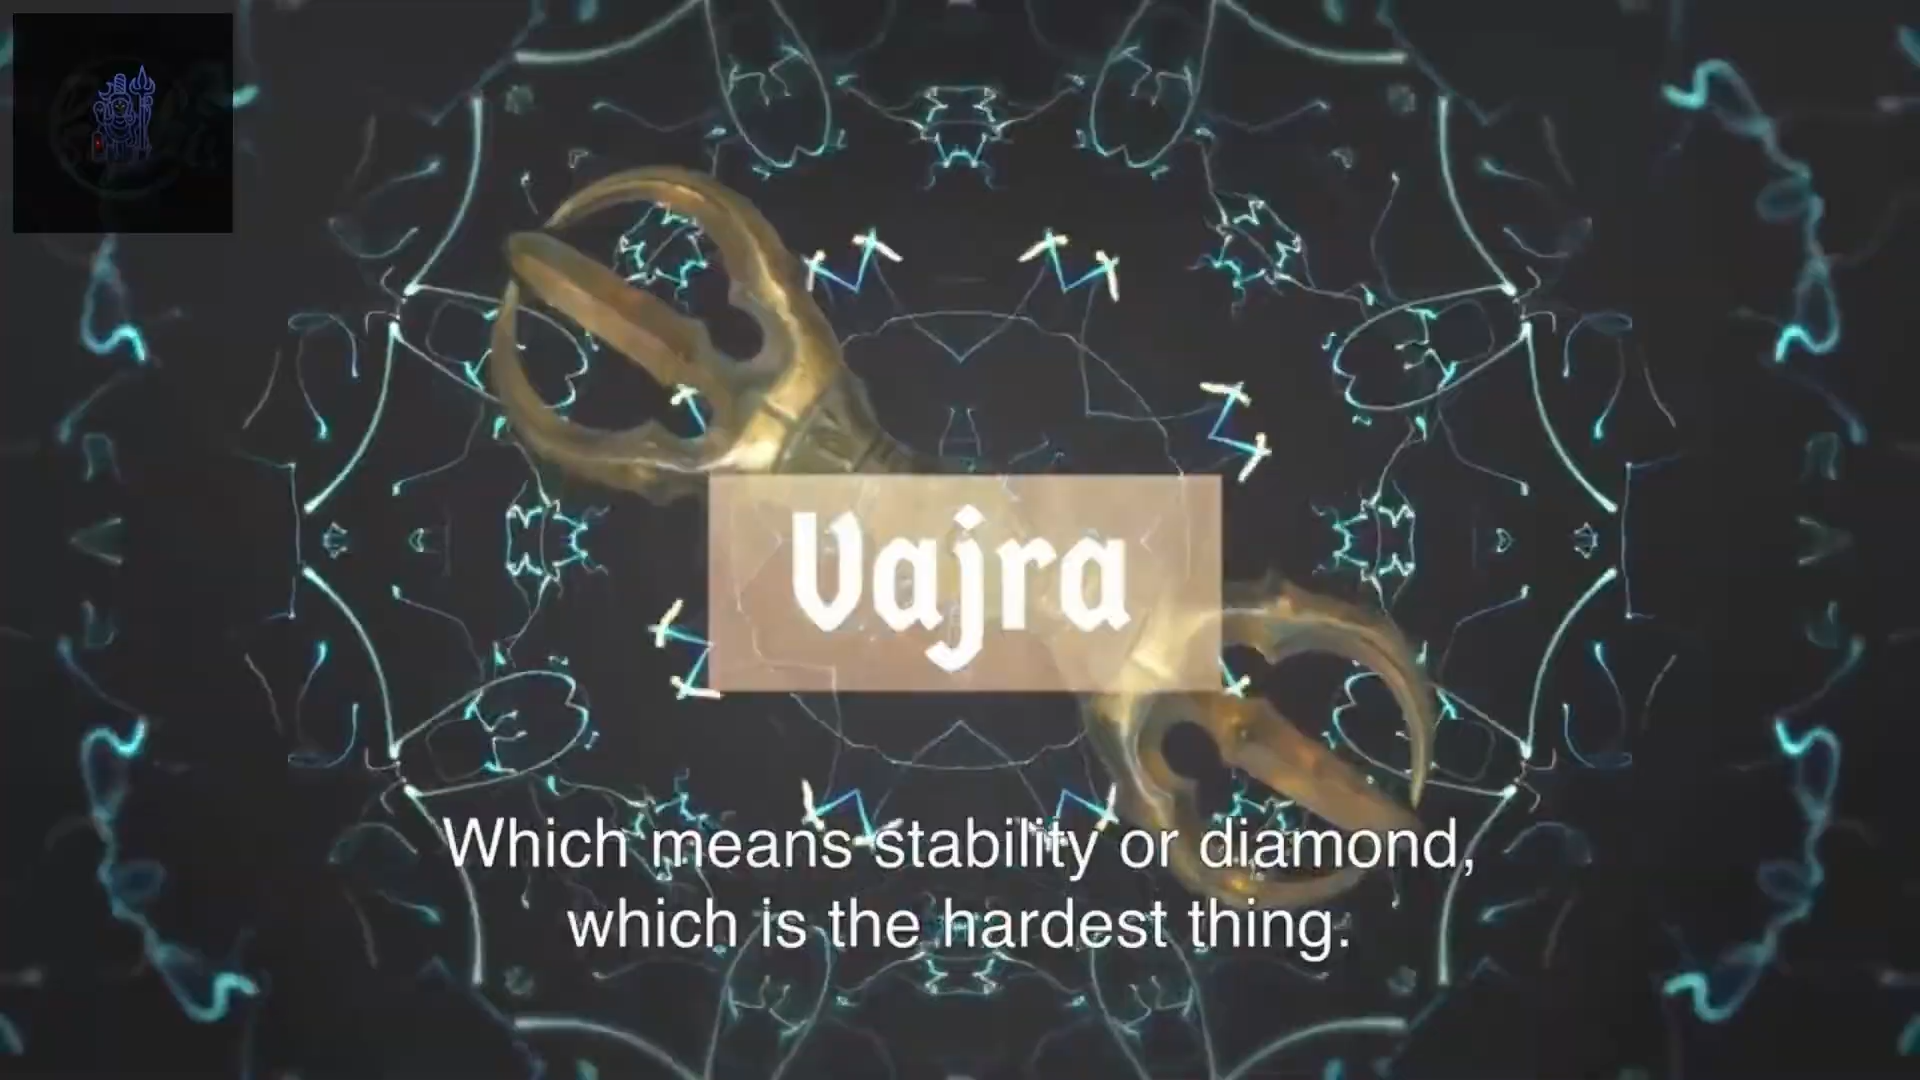 Vajra
Which means stability or diamond,
which is the hardest thing.